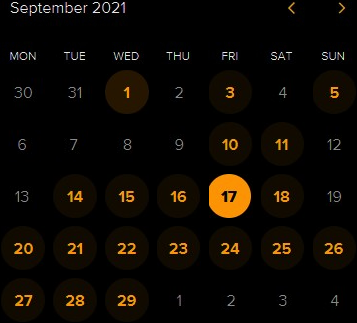 September 2021
MON TUE WED THU FRI SAT SUN
30 31 1 2 3 4 5
6 7 8 9 10 11 12
13 14 15 16 17 18 19
20 21 22 23 24 25 26
27 28 29 1 2 3 4